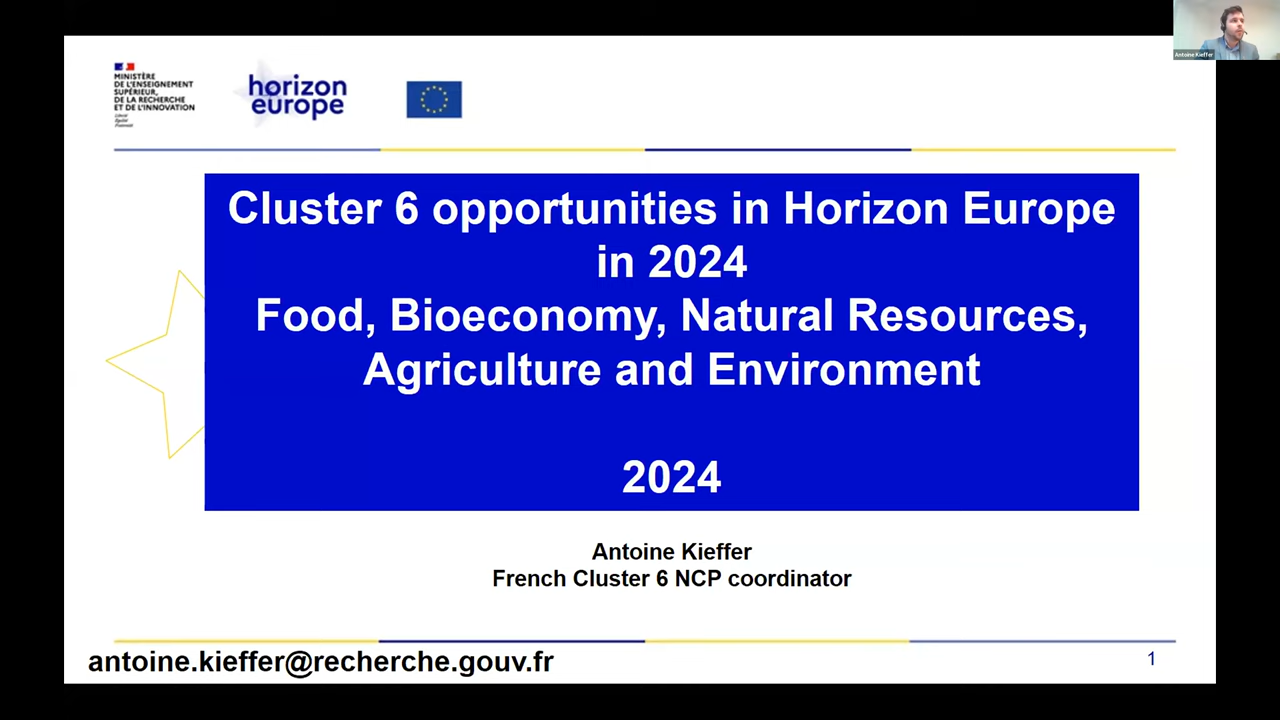 Antoine Kieffer
MINISTÈRE
DE L'ENSEIGNEMENT
SUPÉRIEUR,
DE LA RECHERCHE
ET DE L'INNOVATION
Liberté
Égalité
Fraternité
horizon
europe
Cluster 6 opportunities in Horizon Europe
in 2024
Food, Bioeconomy, Natural Resources,
Agriculture and Environment
2024
Antoine Kieffer
French Cluster 6 NCP coordinator
antoine.kieffer@recherche.gouv.fr
1